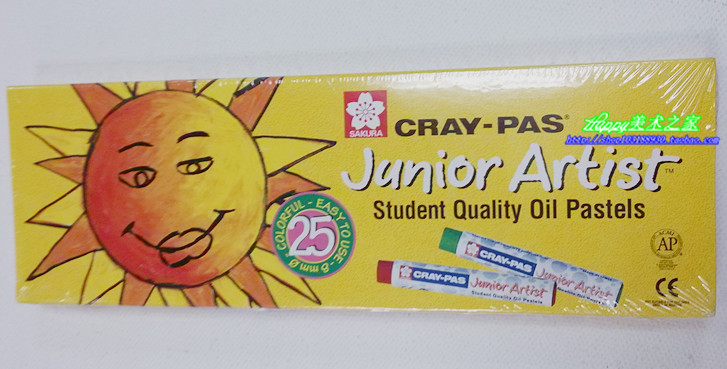 SAKURA
CRAY-PAS®
Happy美术之家
Junior Artist™
Student Quality Oil Pastels
COLORFUL - EASY TO USE - 8 mm Ø
25
AP
CE
CRAY-PAS Junior Artist
CRAY-PAS Junior Artist
Student Quality Oil Pastels